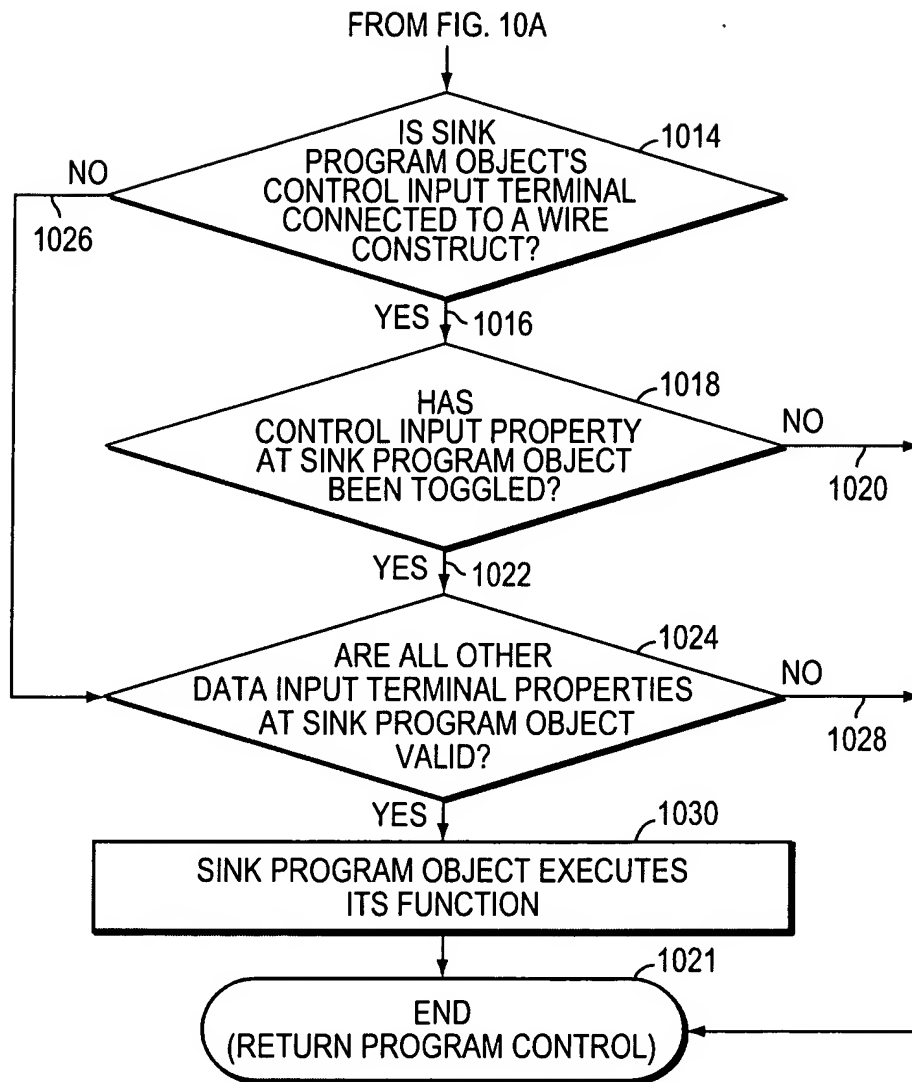 FROM FIG. 10A
IS SINK
PROGRAM OBJECT'S
CONTROL INPUT TERMINAL
CONNECTED TO A WIRE
CONSTRUCT?
1014
NO
1026
YES
1016
HAS
CONTROL INPUT PROPERTY
AT SINK PROGRAM OBJECT
BEEN TOGGLED?
1018
NO
1020
YES
1022
ARE ALL OTHER
DATA INPUT TERMINAL PROPERTIES
AT SINK PROGRAM OBJECT
VALID?
1024
NO
1028
YES
1030
SINK PROGRAM OBJECT EXECUTES
ITS FUNCTION
1021
END
(RETURN PROGRAM CONTROL)